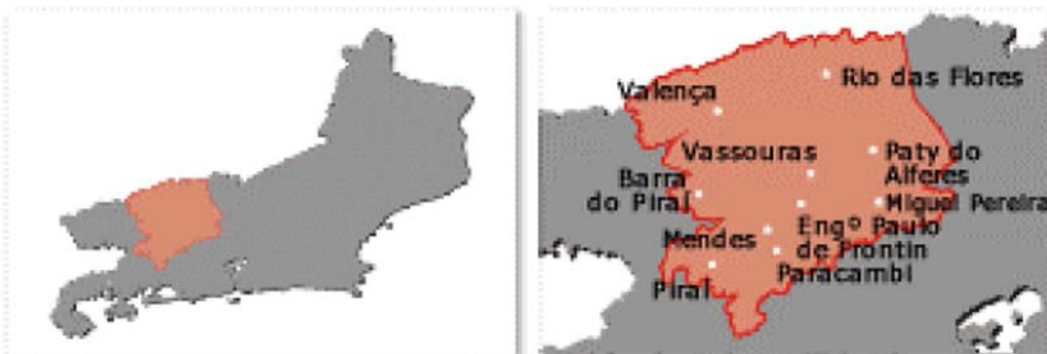 Rio das Flores
Valença
Vassouras
Paty do
Alferes
Barra
do Piraí
Miguel Pereira
Engº Paulo
de Frontin
Mendes
Paracambi
Piraí